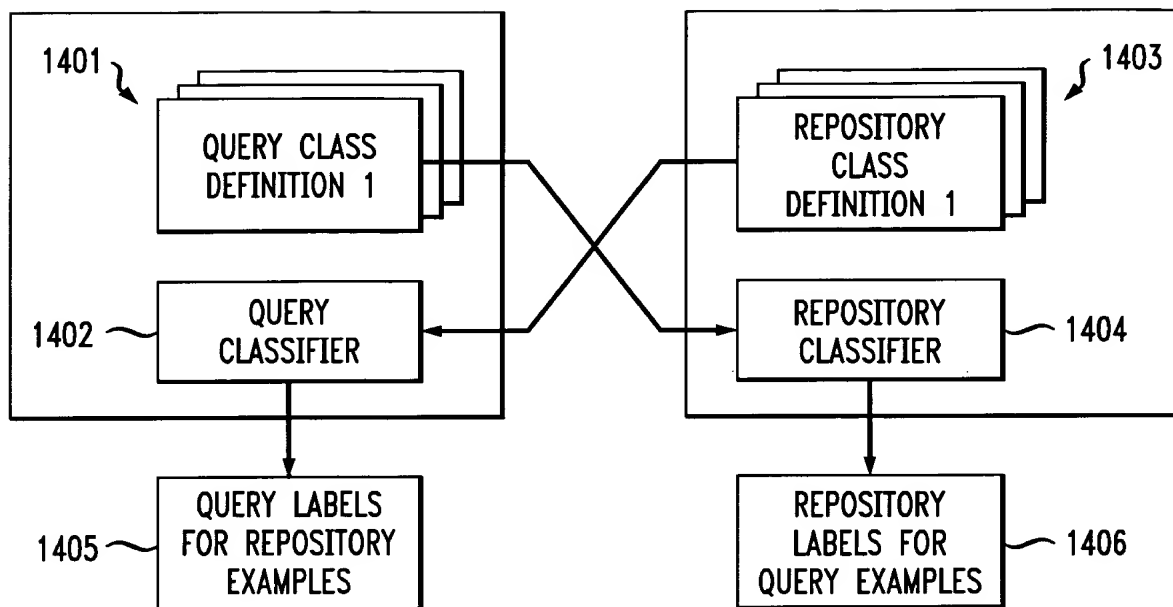 1401
QUERY CLASS
DEFINITION 1
1403
REPOSITORY
CLASS
DEFINITION 1
1402
QUERY
CLASSIFIER
REPOSITORY
CLASSIFIER
1404
1405
QUERY LABELS
FOR REPOSITORY
EXAMPLES
REPOSITORY
LABELS FOR
QUERY EXAMPLES
1406